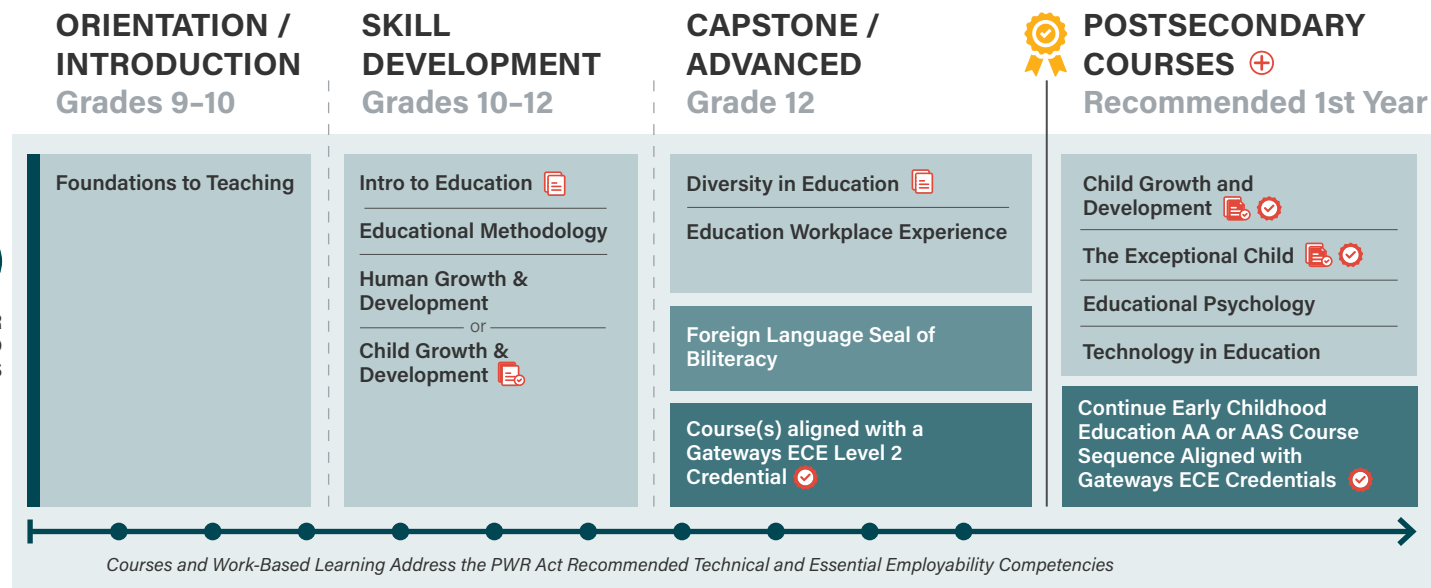 ORIENTATION /
INTRODUCTION
Grades 9–10
SKILL
DEVELOPMENT
Grades 10–12
CAPSTONE /
ADVANCED
Grade 12
POSTSECONDARY
COURSES
Recommended 1st Year
Foundations to Teaching
Intro to Education
Educational Methodology
Human Growth &
Development
or
Child Growth &
Development
Diversity in Education
Education Workplace Experience
Foreign Language Seal of
Biliteracy
Course(s) aligned with a
Gateways ECE Level 2
Credential
Child Growth and
Development
The Exceptional Child
Educational Psychology
Technology in Education
Continue Early Childhood
Education AA or AAS Course
Sequence Aligned with
Gateways ECE Credentials
Courses and Work-Based Learning Address the PWR Act Recommended Technical and Essential Employability Competencies